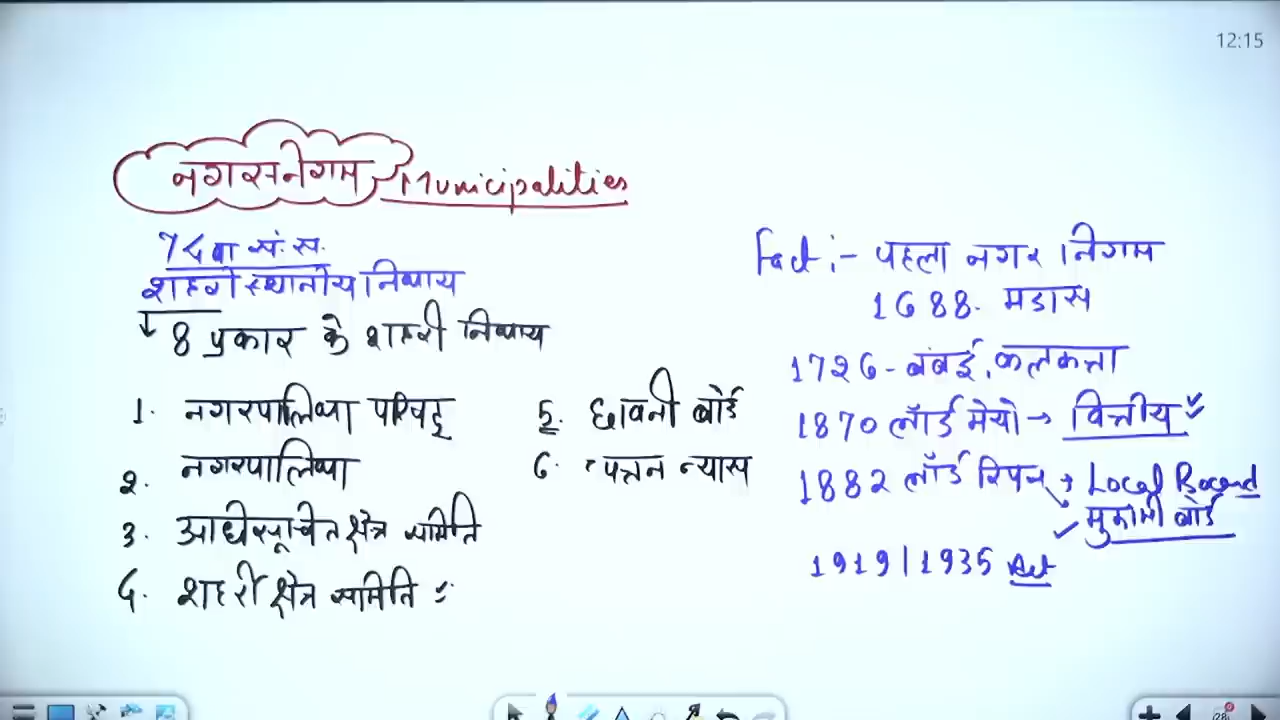 12:15
नगरनिगम Municipalities
74वा सं. स.
शहरी स्थानीय निकाय
8 प्रकार के शहरी निकाय
1. नगरपालिका परिषद्
2. नगरपालिका
3. अधिसूचित क्षेत्र समिति
4. शहरी क्षेत्र समिति
5. छावनी बोर्ड
6. पत्तन न्यास
Fact :- पहला नगर निगम
1688. मद्रास
1726 - बंबई, कलकत्ता
1870 लॉर्ड मेयो → वित्तीय
1882 लॉर्ड रिपन → Local Board
बोर्ड
1919 | 1935 Act
28